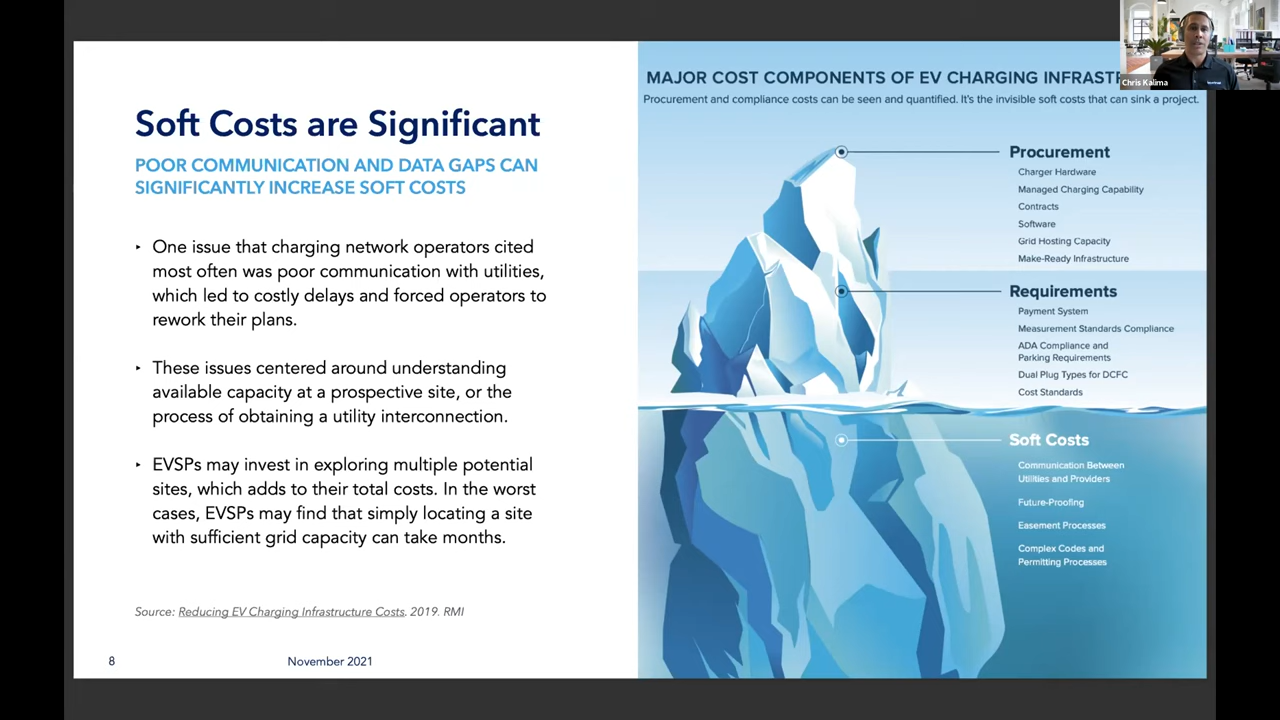 Soft Costs are Significant
POOR COMMUNICATION AND DATA GAPS CAN
SIGNIFICANTLY INCREASE SOFT COSTS
‣ One issue that charging network operators cited
most often was poor communication with utilities,
which led to costly delays and forced operators to
rework their plans.
‣ These issues centered around understanding
available capacity at a prospective site, or the
process of obtaining a utility interconnection.
‣ EVSPs may invest in exploring multiple potential
sites, which adds to their total costs. In the worst
cases, EVSPs may find that simply locating a site
with sufficient grid capacity can take months.
Source: Reducing EV Charging Infrastructure Costs. 2019. RMI
8
November 2021
MAJOR COST COMPONENTS OF EV CHARGING
Procurement and compliance costs can be seen and quantified. It's the invisible soft costs that can sink a project.
Procurement
Charger Hardware
Managed Charging Capability
Contracts
Software
Grid Hosting Capacity
Make-Ready Infrastructure
Requirements
Payment System
Measurement Standards Compliance
ADA Compliance and
Parking Requirements
Dual Plug Types for DCFC
Cost Standards
Soft Costs
Communication Between
Utilities and Providers
Future-Proofing
Easement Processes
Complex Codes and
Permitting Processes
Chris Kalima